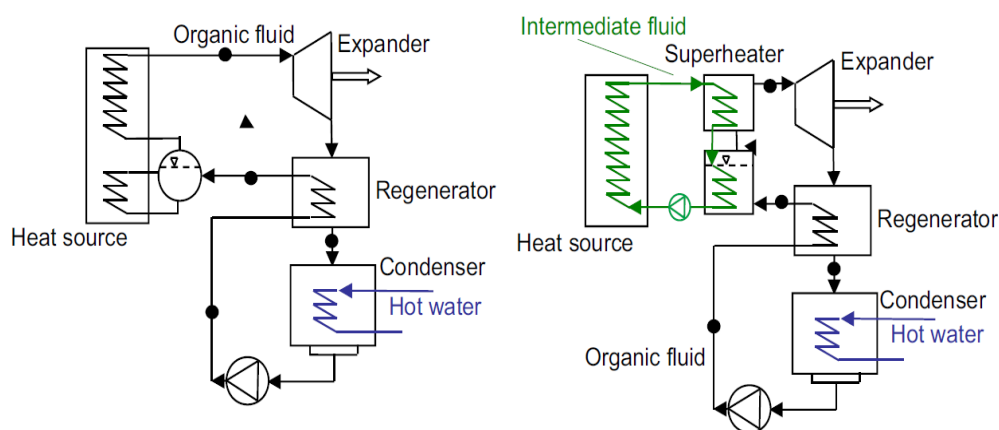 Organic fluid
Expander
Regenerator
Heat source
Condenser
Hot water
Intermediate fluid
Superheater
Expander
Regenerator
Heat source
Condenser
Hot water
Organic fluid